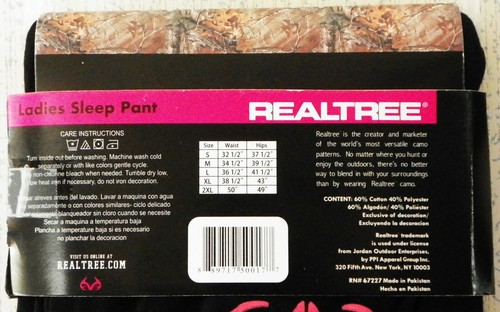 Ladies Sleep Pant
REALTREE®
CARE INSTRUCTIONS
Turn inside out before washing. Machine wash cold
separately or with like colors gentle cycle.
non-clorine bleach when needed. Tumble dry low,
heat iron if necessary, do not iron decoration.
antes del lavado. Lavar a maquina con agua
separadamente o con colores similares- ciclo delicado
blanqueador sin cloro cuando se necesite
Secar a maquina a temperatura baja
Plancha a temperatura baja si es necesario
no planchar la decoracion
VISIT US ONLINE AT
REALTREE.COM
Size Waist Hips
S 32 1/2" 37 1/2"
M 34 1/2" 39 1/2"
L 36 1/2" 41 1/2"
XL 38 1/2" 43"
2XL 50" 49"
8 89717 50017 7
Realtree is the creator and marketer
of the world's most versatile camo
patterns. No matter where you hunt or
enjoy the outdoors, there's no better
way to blend in with your surroundings
than by wearing Realtree® camo.
CONTENT: 60% Cotton 40% Polyester
60% Algodón/ 40% Poliester
Exclusive of decoration/
Excluyendo la decoracion
Realtree trademark
is used under license
from Jordan Outdoor Enterprises,
by PPI Apparel Group Inc.
320 Fifth Ave. New York, NY 10003
RN# 67227 Made in Pakistan
Hecho en Pakistan